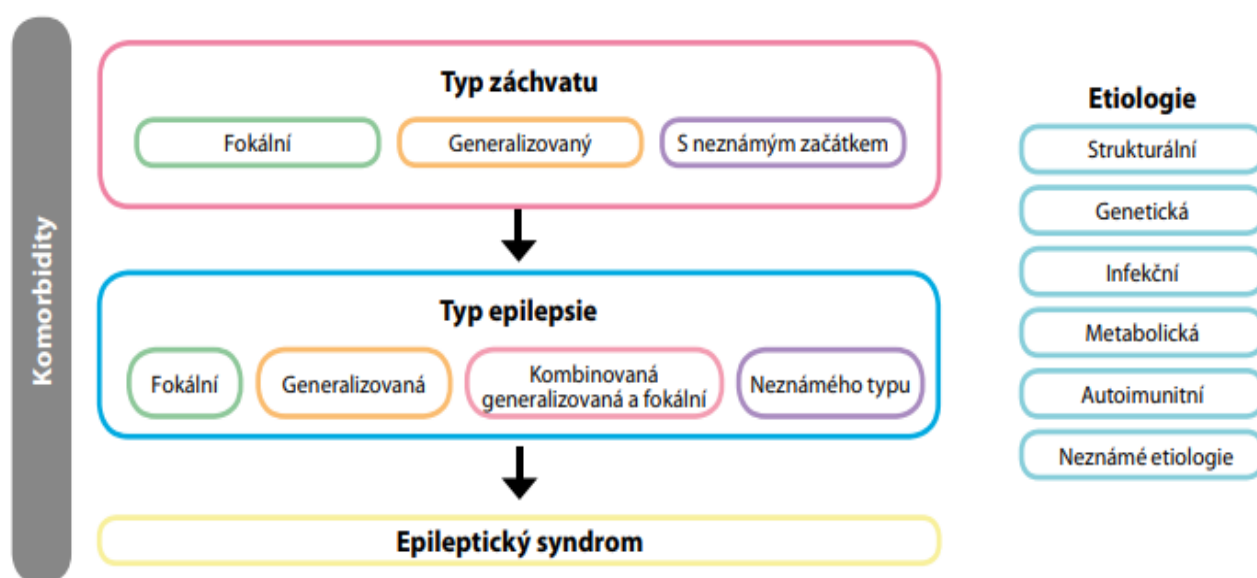 Komorbidity
Typ záchvatu
Fokální
Generalizovaný
S neznámým začátkem
Typ epilepsie
Fokální
Generalizovaná
Kombinovaná
generalizovaná a fokální
Neznámého typu
Epileptický syndrom
Etiologie
Strukturální
Genetická
Infekční
Metabolická
Autoimunitní
Neznámé etiologie